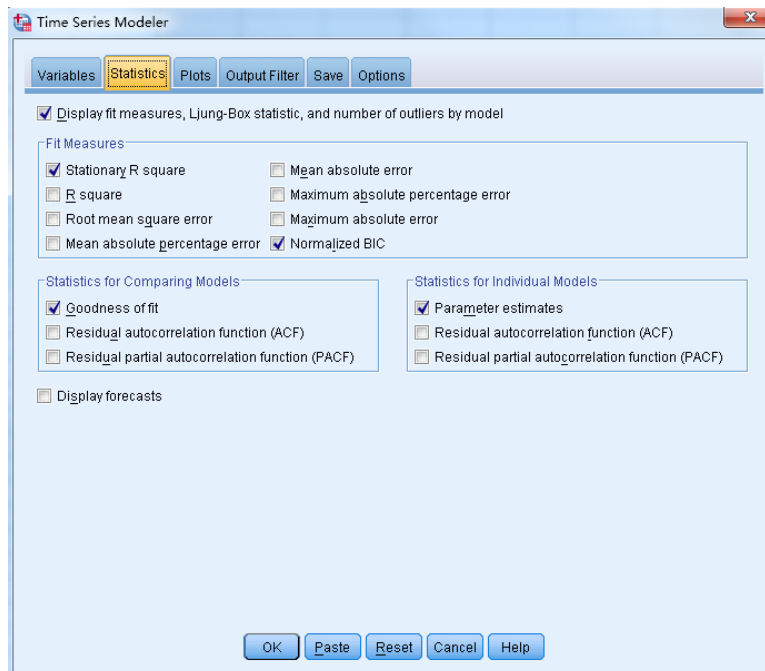 Time Series Modeler
Variables Statistics Plots Output Filter Save Options
Display fit measures, Ljung-Box statistic, and number of outliers by model
Fit Measures
Stationary R square Mean absolute error
R square Maximum absolute percentage error
Root mean square error Maximum absolute error
Mean absolute percentage error Normalized BIC
Statistics for Comparing Models
Goodness of fit
Residual autocorrelation function (ACF)
Residual partial autocorrelation function (PACF)
Statistics for Individual Models
Parameter estimates
Residual autocorrelation function (ACF)
Residual partial autocorrelation function (PACF)
Display forecasts
OK Paste Reset Cancel Help